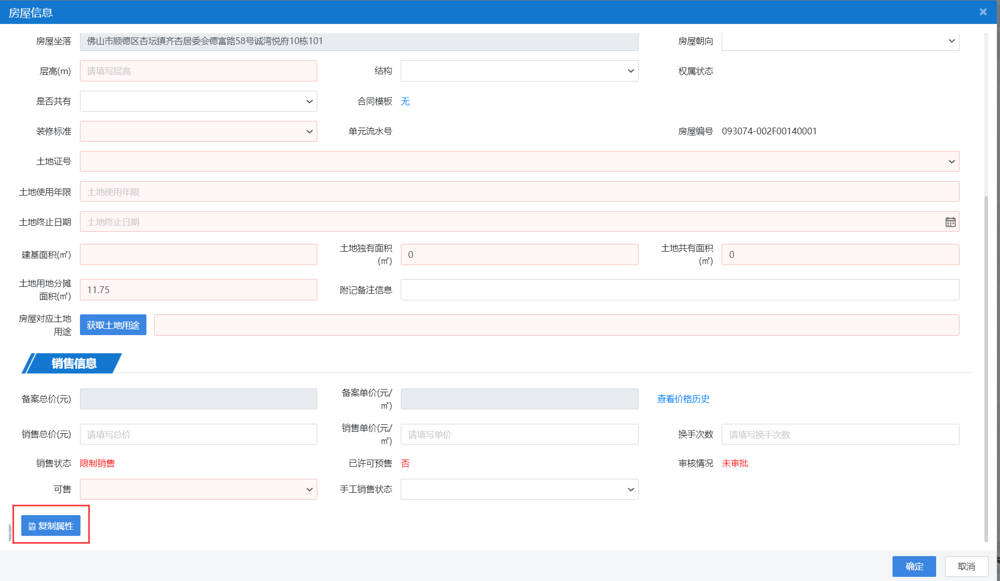 房屋信息
房屋坐落 佛山市顺德区杏坛镇齐杏居委会德富路58号诚湾悦府10栋101 房屋朝向
层高(m) 请填写层高 结构 权属状态
是否共有 合同模板 无
装修标准 单元流水号 房屋编号 093074-002F00140001
土地证号
土地使用年限 土地使用年限
土地终止日期 土地终止日期
建基面积(㎡) 土地独有面积(㎡) 0 土地共有面积(㎡) 0
土地用地分摊面积(㎡) 11.75 附记备注信息
房屋对应土地用途 获取土地用途
销售信息
备案总价(元) 备案单价(元/㎡) 查看价格历史
销售总价(元) 请填写总价 销售单价(元/㎡) 请填写单价 换手次数 请填写换手次数
销售状态 限制销售 已许可预售 否 审核情况 未审批
可售 手工销售状态
复制属性
确定 取消